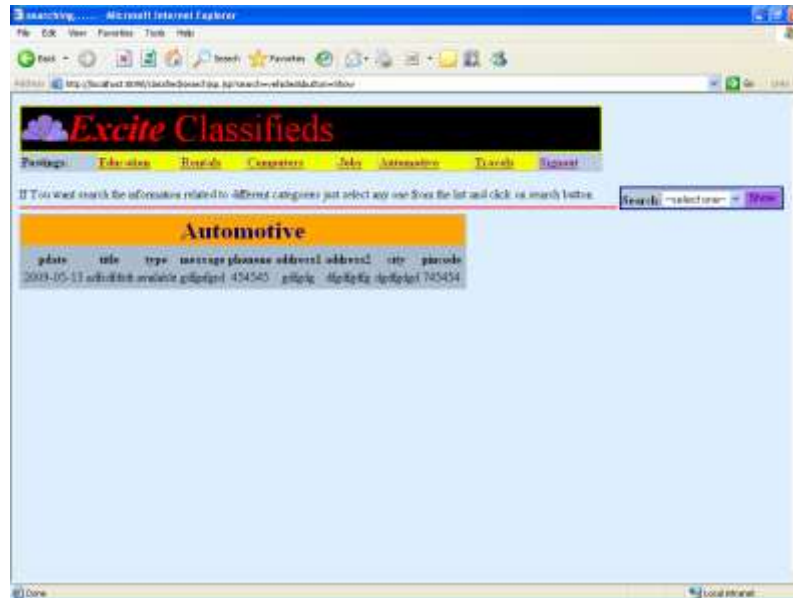 searching...... Microsoft Internet Explorer
File Edit View Favorites Tools Help
Back Search Favorites
Go
Excite Classifieds
Postings: Education Rentals Computers Jobs Automotive Travels Signout
If You want search the information related to different categories just select any one from the list and click on search button.
Search: --select one-- Show
Automotive
pdate title type message phoneno address1 address2 city pincode
2009-05-13 available 454545 745454
Done Local intranet